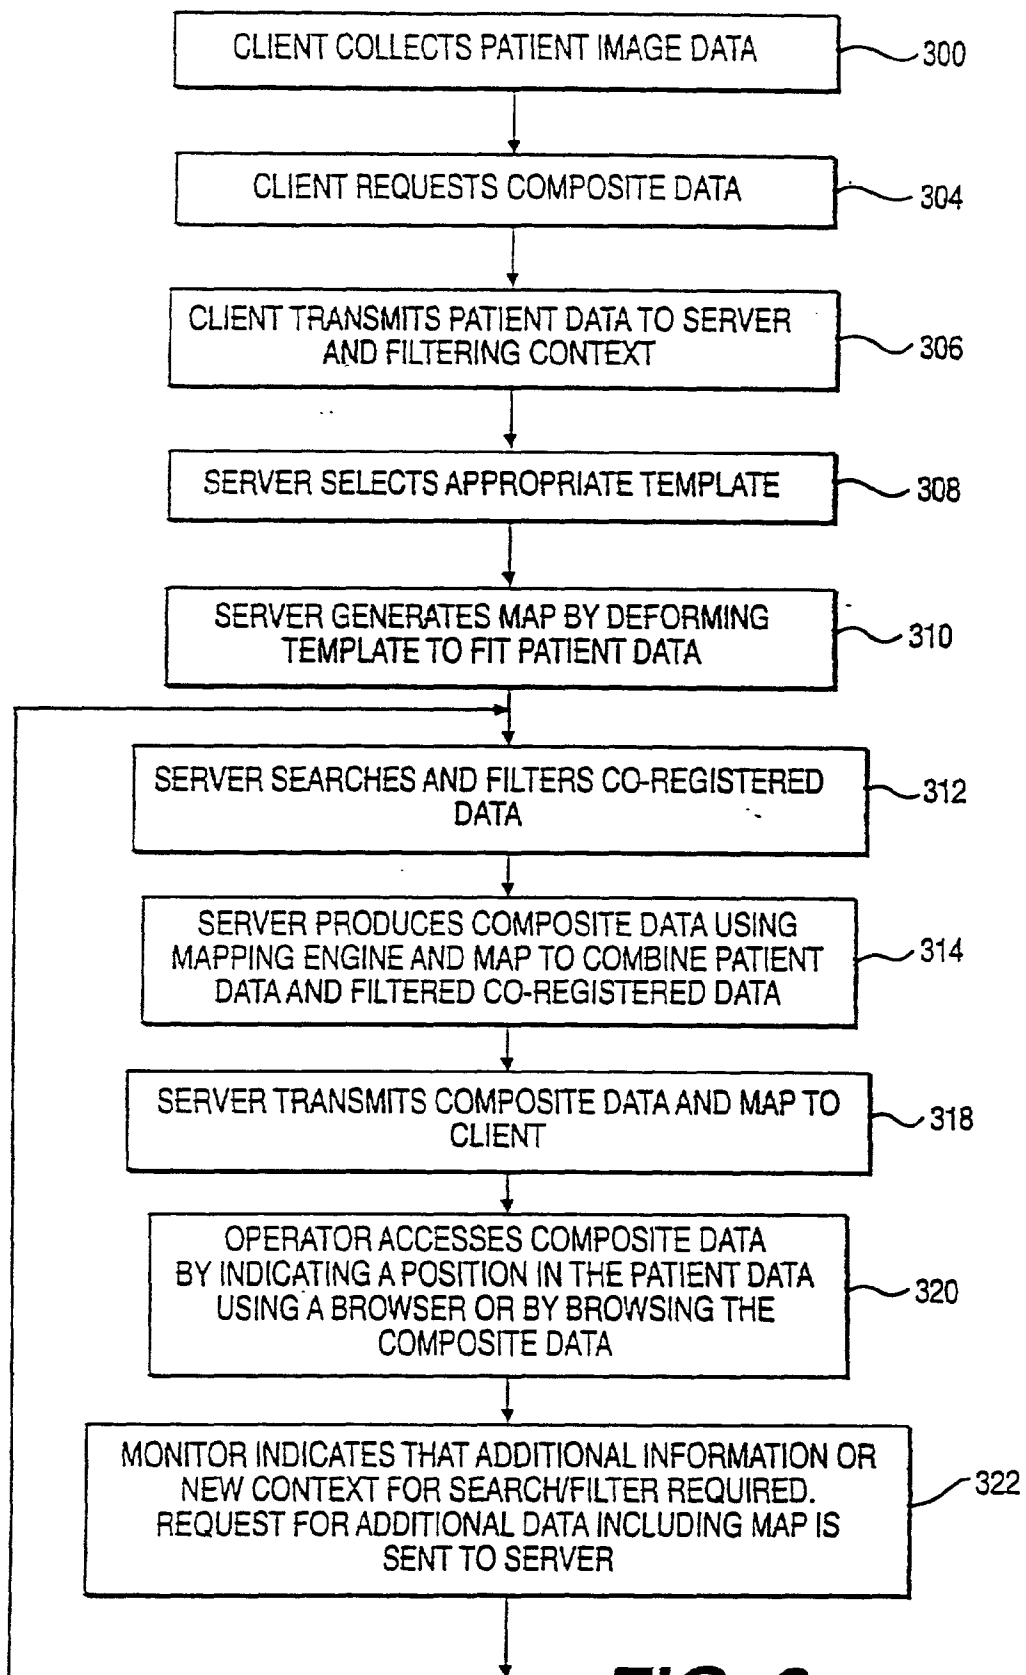 CLIENT COLLECTS PATIENT IMAGE DATA
300
CLIENT REQUESTS COMPOSITE DATA
304
CLIENT TRANSMITS PATIENT DATA TO SERVER
AND FILTERING CONTEXT
306
SERVER SELECTS APPROPRIATE TEMPLATE
308
SERVER GENERATES MAP BY DEFORMING
TEMPLATE TO FIT PATIENT DATA
310
SERVER SEARCHES AND FILTERS CO-REGISTERED
DATA
312
SERVER PRODUCES COMPOSITE DATA USING
MAPPING ENGINE AND MAP TO COMBINE PATIENT
DATA AND FILTERED CO-REGISTERED DATA
314
SERVER TRANSMITS COMPOSITE DATA AND MAP TO
CLIENT
318
OPERATOR ACCESSES COMPOSITE DATA
BY INDICATING A POSITION IN THE PATIENT DATA
USING A BROWSER OR BY BROWSING THE
COMPOSITE DATA
320
MONITOR INDICATES THAT ADDITIONAL INFORMATION OR
NEW CONTEXT FOR SEARCH/FILTER REQUIRED.
REQUEST FOR ADDITIONAL DATA INCLUDING MAP IS
SENT TO SERVER
322